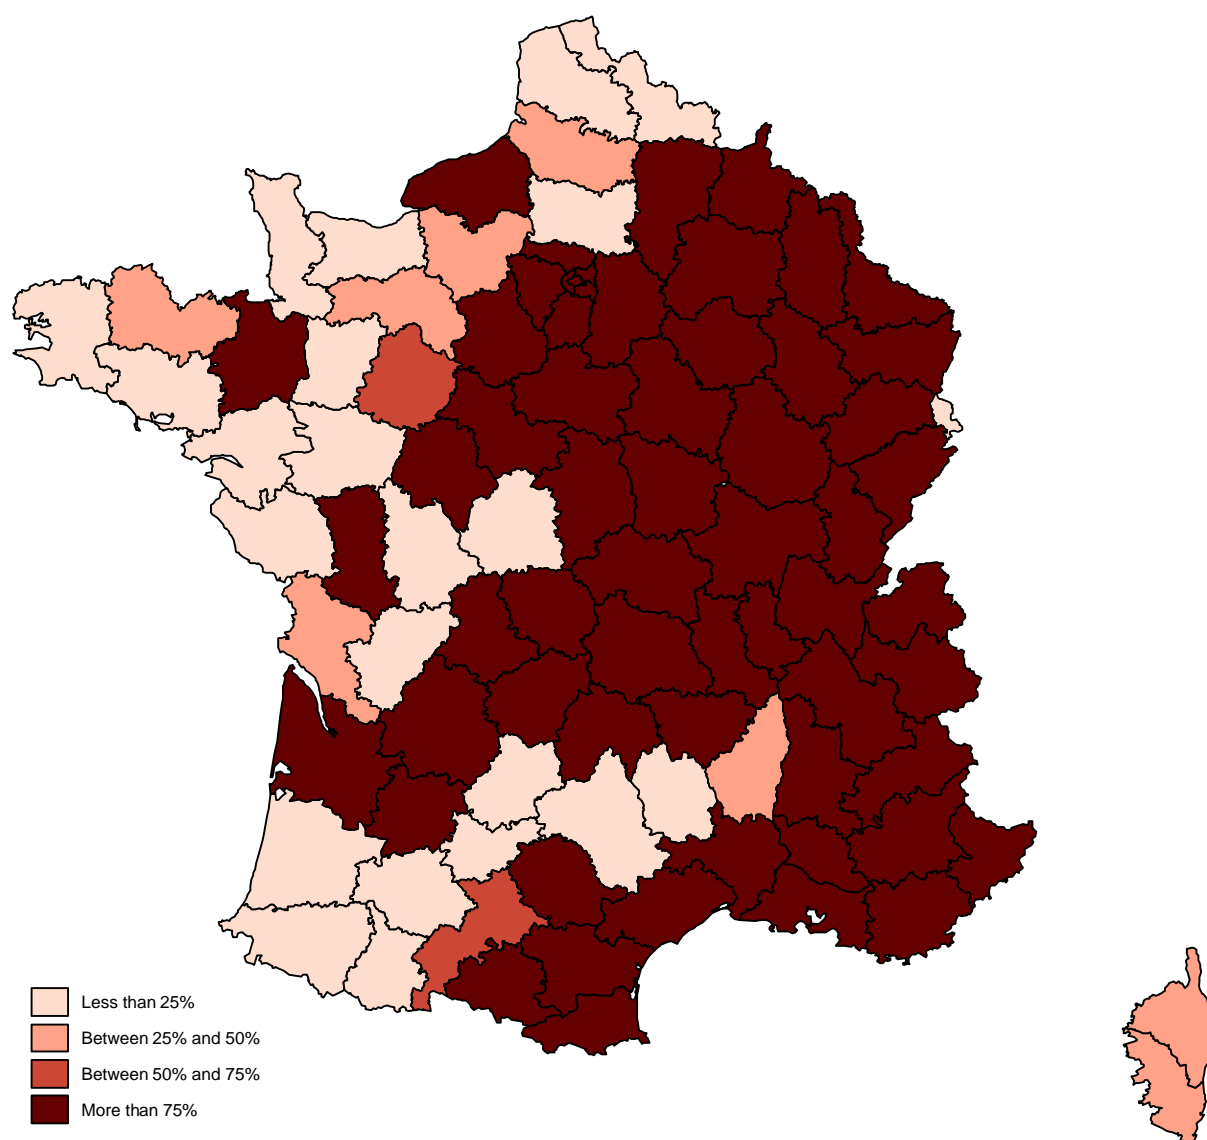 Less than 25%
Between 25% and 50%
Between 50% and 75%
More than 75%